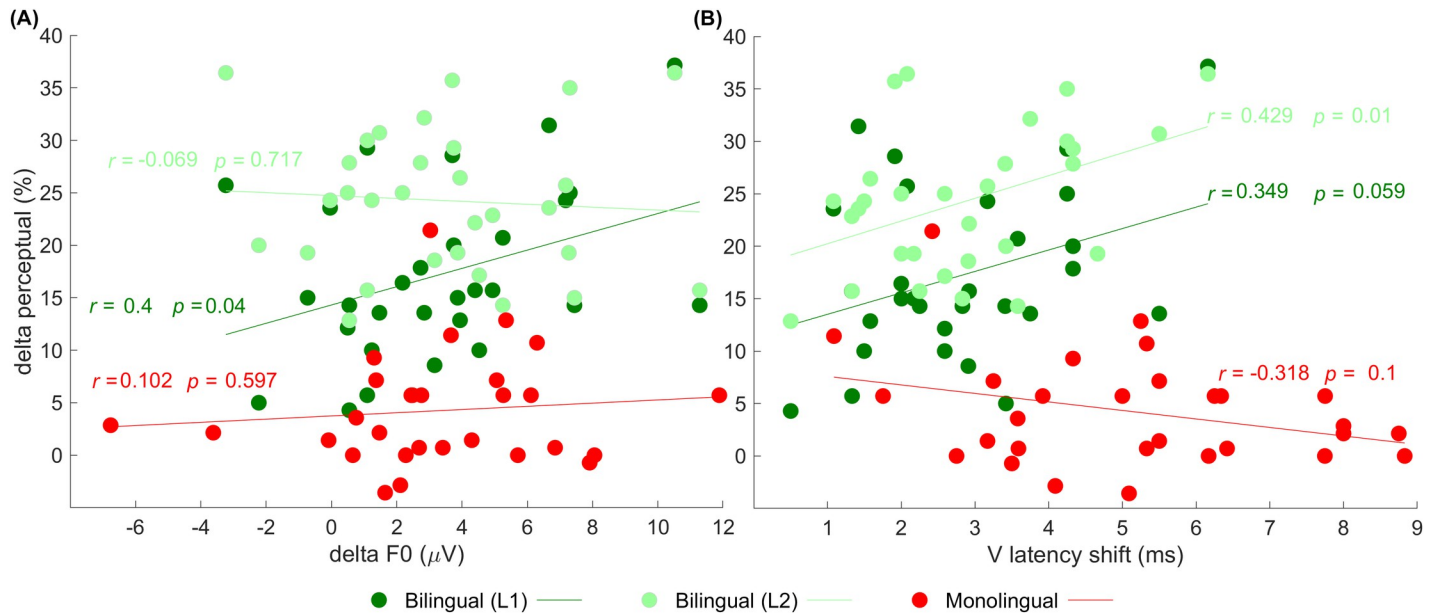 (A)
(B)
40
35
30
25
20
15
10
5
0
delta perceptual (%)
r = -0.069 p = 0.717
r = 0.4 p = 0.04
r = 0.102 p = 0.597
-6 -4 -2 0 2 4 6 8 10 12
delta F0 (μV)
40
35
30
25
20
15
10
5
0
r = 0.429 p = 0.01
r = 0.349 p = 0.059
r = -0.318 p = 0.1
1 2 3 4 5 6 7 8 9
V latency shift (ms)
Bilingual (L1) Bilingual (L2) Monolingual